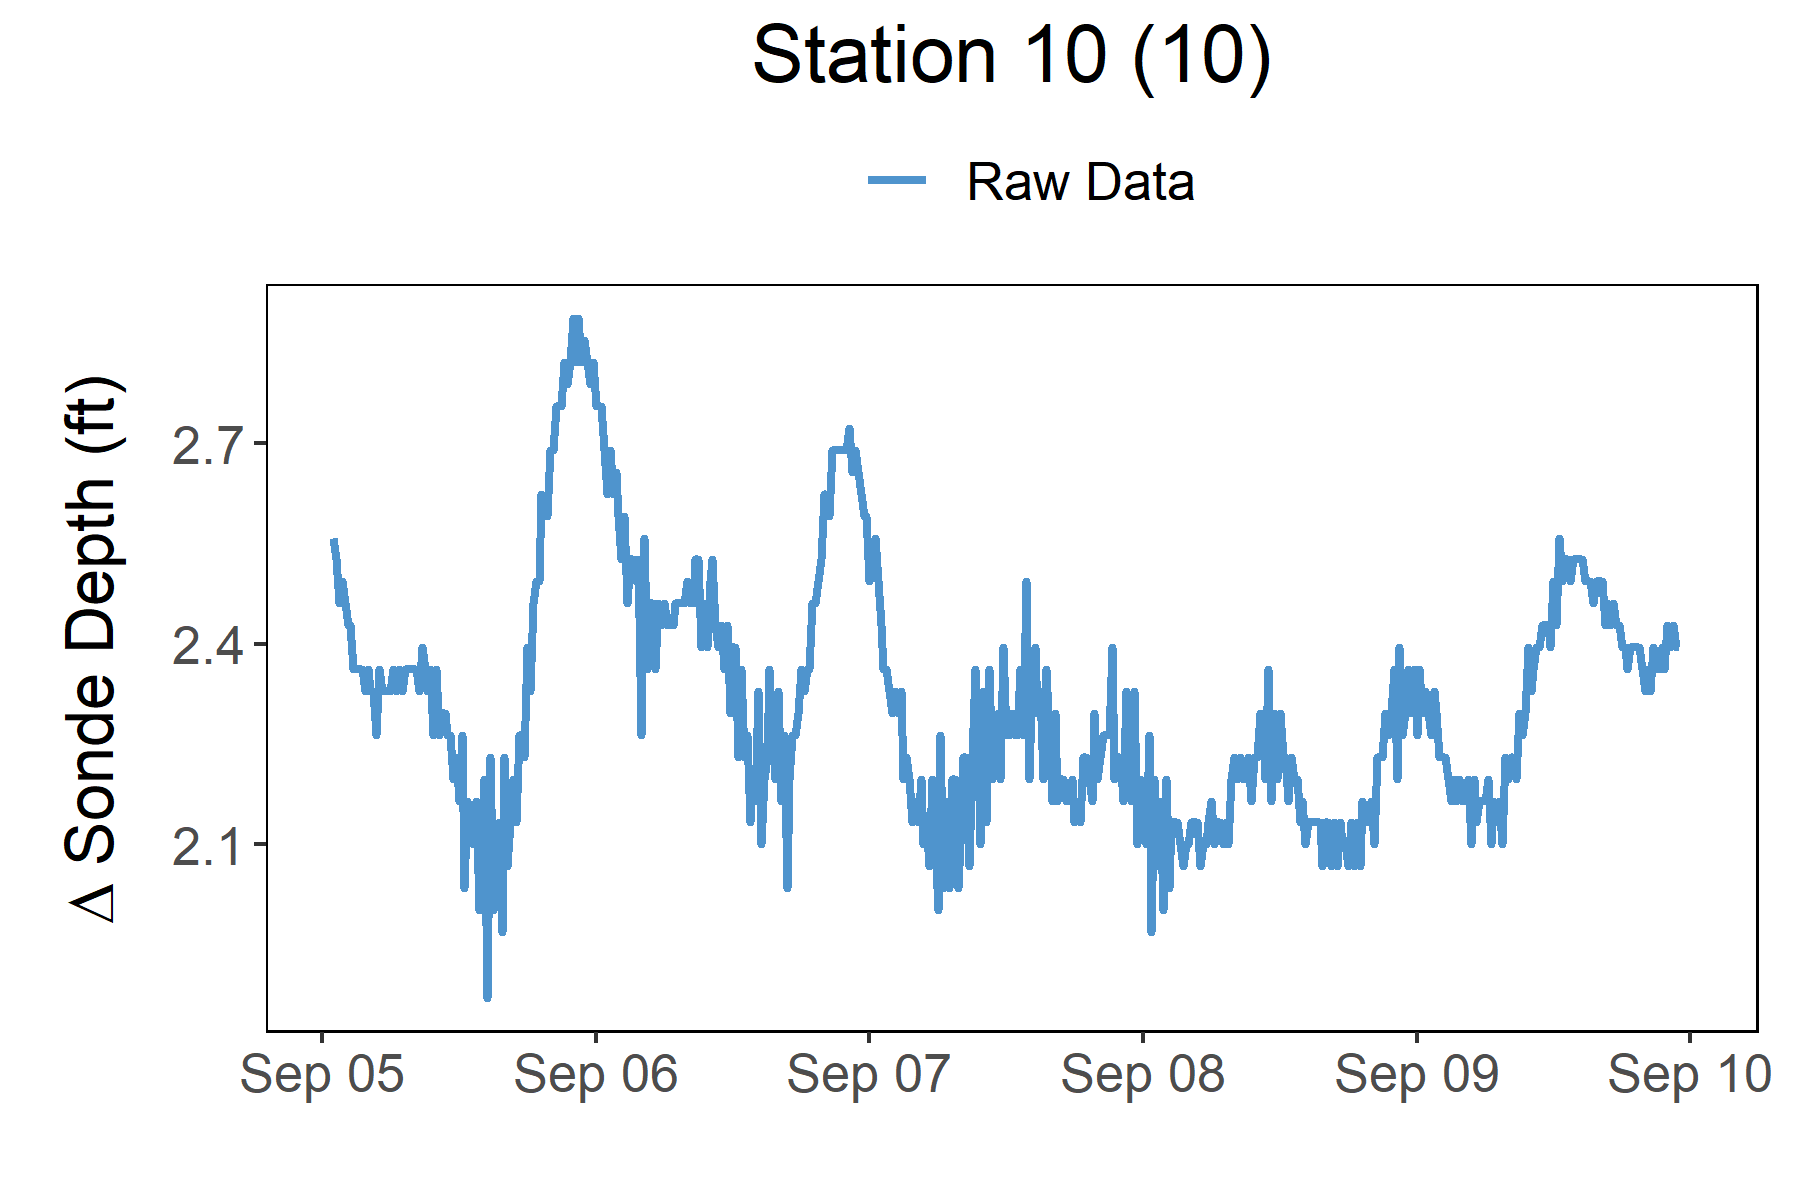 Station 10 (10)
Raw Data
Δ Sonde Depth (ft)
2.7
2.4
2.1
Sep 05 Sep 06 Sep 07 Sep 08 Sep 09 Sep 10